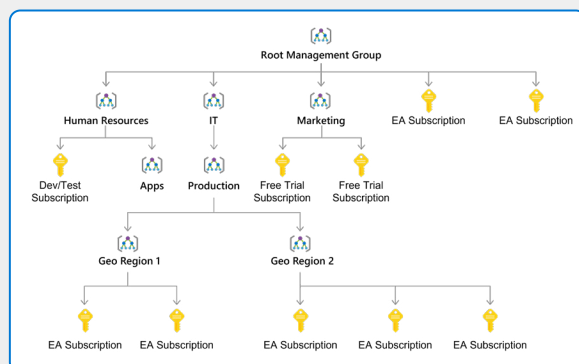 Root Management Group
Human Resources
IT
Marketing
EA Subscription
EA Subscription
Dev/Test
Subscription
Apps
Production
Free Trial
Subscription
Free Trial
Subscription
Geo Region 1
Geo Region 2
EA Subscription
EA Subscription
EA Subscription
EA Subscription
EA Subscription